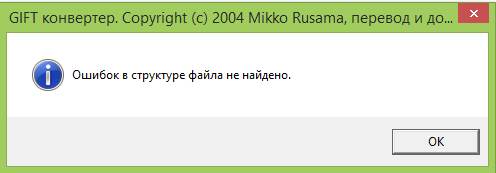 GIFT конвертер. Copyright (c) 2004 Mikko Rusama, перевод и до...
Ошибок в структуре файла не найдено.
OK